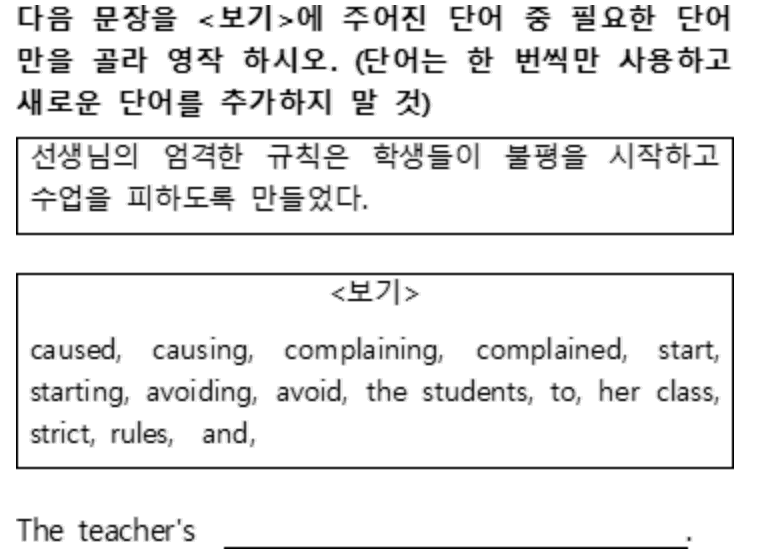 다음 문장을 <보기>에 주어진 단어 중 필요한 단어
만을 골라 영작 하시오. (단어는 한 번씩만 사용하고
새로운 단어를 추가하지 말 것)
선생님의 엄격한 규칙은 학생들이 불평을 시작하고
수업을 피하도록 만들었다.
<보기>
caused, causing, complaining, complained, start,
starting, avoiding, avoid, the students, to, her class,
strict, rules, and,
The teacher's ______________________________.